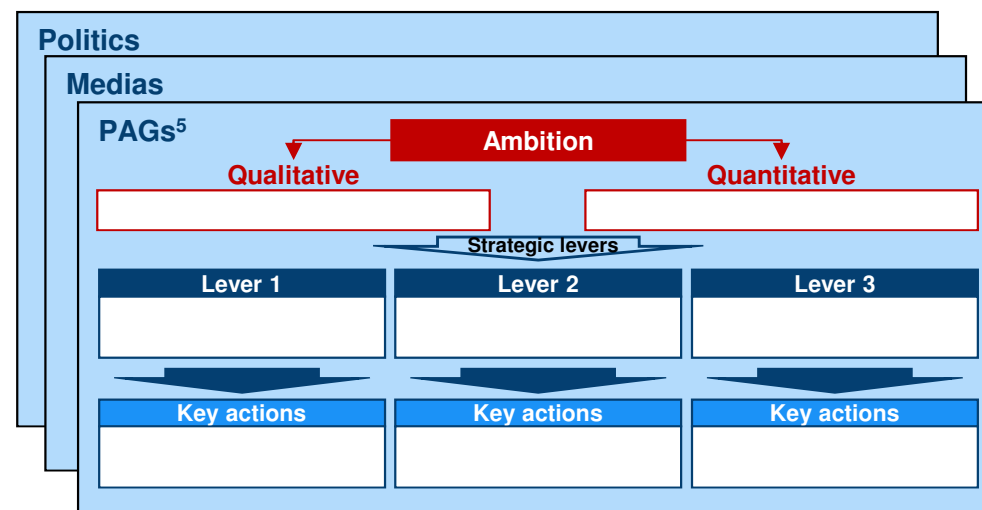 Politics
Medias
PAGs⁵
Ambition
Qualitative
Quantitative
Strategic levers
Lever 1
Lever 2
Lever 3
Key actions
Key actions
Key actions